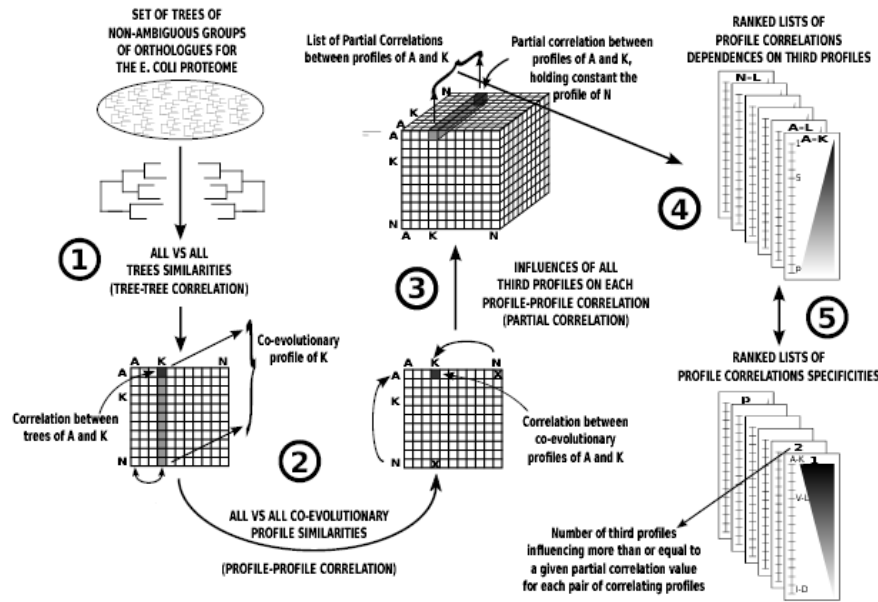 SET OF TREES OF
NON-AMBIGUOUS GROUPS
OF ORTHOLOGUES FOR
THE E. COLI PROTEOME
1
ALL VS ALL
TREES SIMILARITIES
(TREE-TREE CORRELATION)
A K N
A
K
N
Co-evolutionary
profile of K
Correlation between
trees of A and K
2
ALL VS ALL CO-EVOLUTIONARY
PROFILE SIMILARITIES
(PROFILE-PROFILE CORRELATION)
A K N
A X
K
N X
Correlation between
co-evolutionary
profiles of A and K
3
INFLUENCES OF ALL
THIRD PROFILES ON EACH
PROFILE-PROFILE CORRELATION
(PARTIAL CORRELATION)
List of Partial Correlations
between profiles of A and K
Partial correlation between
profiles of A and K,
holding constant the
profile of N
N
K
A
A
K
N
A K N
4
RANKED LISTS OF
PROFILE CORRELATIONS
DEPENDENCES ON THIRD PROFILES
N-L
A-L
A-K
1
S
P
5
RANKED LISTS OF
PROFILE CORRELATIONS SPECIFICITIES
P
2
1
A-K
V-L
I-D
Number of third profiles
influencing more than or equal to
a given partial correlation value
for each pair of correlating profiles